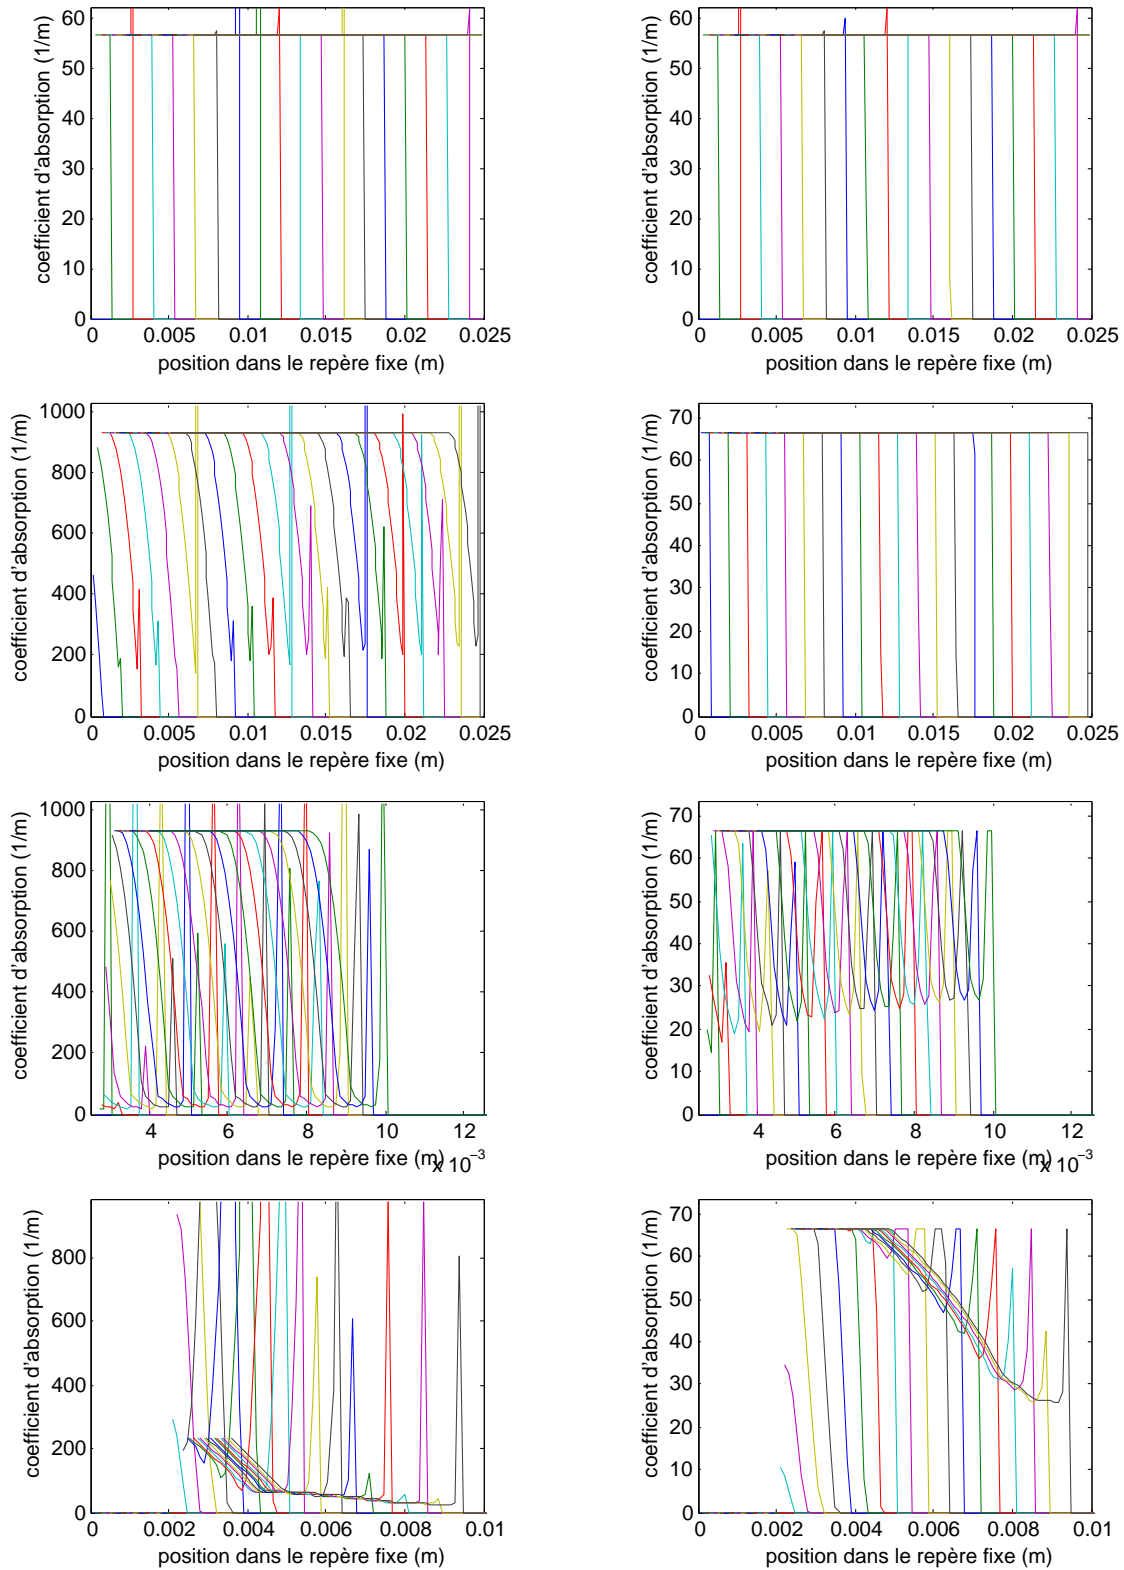 60
50
40
30
20
10
0
coefficient d'absorption (1/m)
0 0.005 0.01 0.015 0.02 0.025
position dans le repère fixe (m)
60
50
40
30
20
10
0
coefficient d'absorption (1/m)
0 0.005 0.01 0.015 0.02 0.025
position dans le repère fixe (m)
1000
800
600
400
200
0
coefficient d'absorption (1/m)
0 0.005 0.01 0.015 0.02 0.025
position dans le repère fixe (m)
70
60
50
40
30
20
10
0
coefficient d'absorption (1/m)
0 0.005 0.01 0.015 0.02 0.025
position dans le repère fixe (m)
1000
800
600
400
200
0
coefficient d'absorption (1/m)
4 6 8 10 12
position dans le repère fixe (m)
x 10⁻³
70
60
50
40
30
20
10
0
coefficient d'absorption (1/m)
4 6 8 10 12
position dans le repère fixe (m)
x 10⁻³
800
600
400
200
0
coefficient d'absorption (1/m)
0 0.002 0.004 0.006 0.008 0.01
position dans le repère fixe (m)
70
60
50
40
30
20
10
0
coefficient d'absorption (1/m)
0 0.002 0.004 0.006 0.008 0.01
position dans le repère fixe (m)